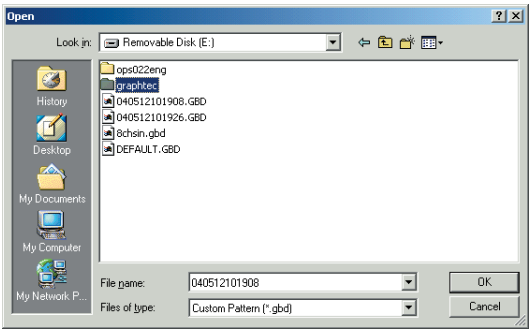 Open
Look in: Removable Disk (E:)
History
Desktop
My Documents
My Computer
My Network P...
ops022eng
graphtec
040512101908.GBD
040512101926.GBD
8chsin.gbd
DEFAULT.GBD
File name: 040512101908 OK
Files of type: Custom Pattern (*.gbd) Cancel